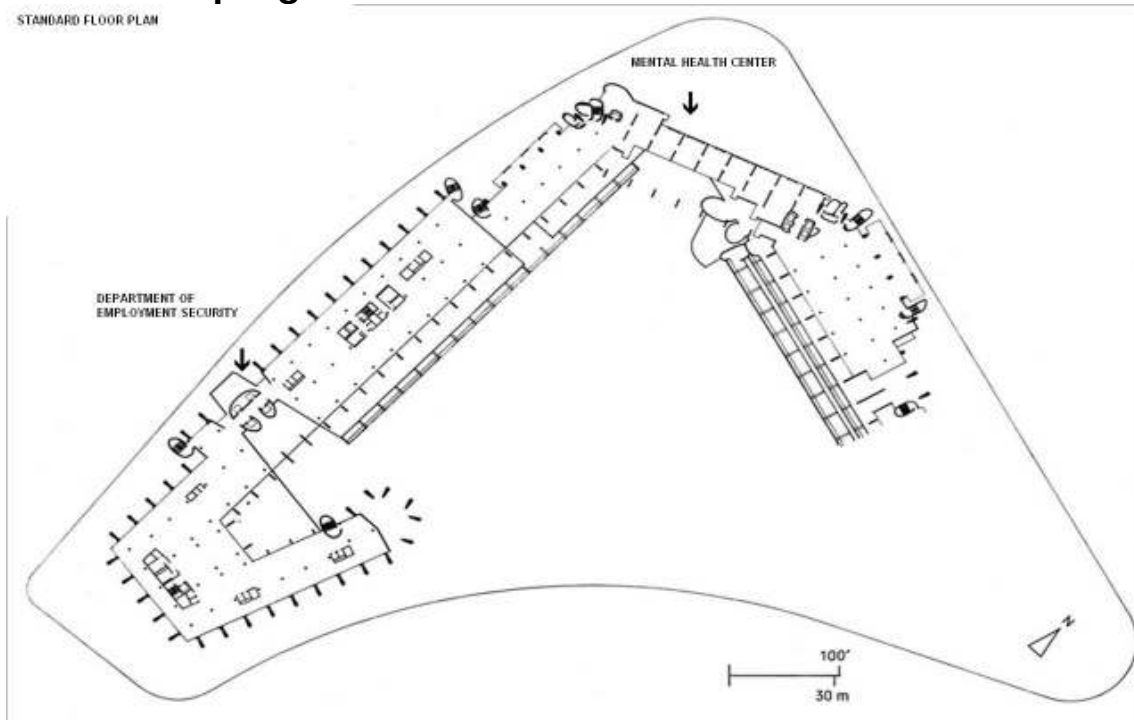 STANDARD FLOOR PLAN
MENTAL HEALTH CENTER
DEPARTMENT OF
EMPLOYMENT SECURITY
N
100'
30 m